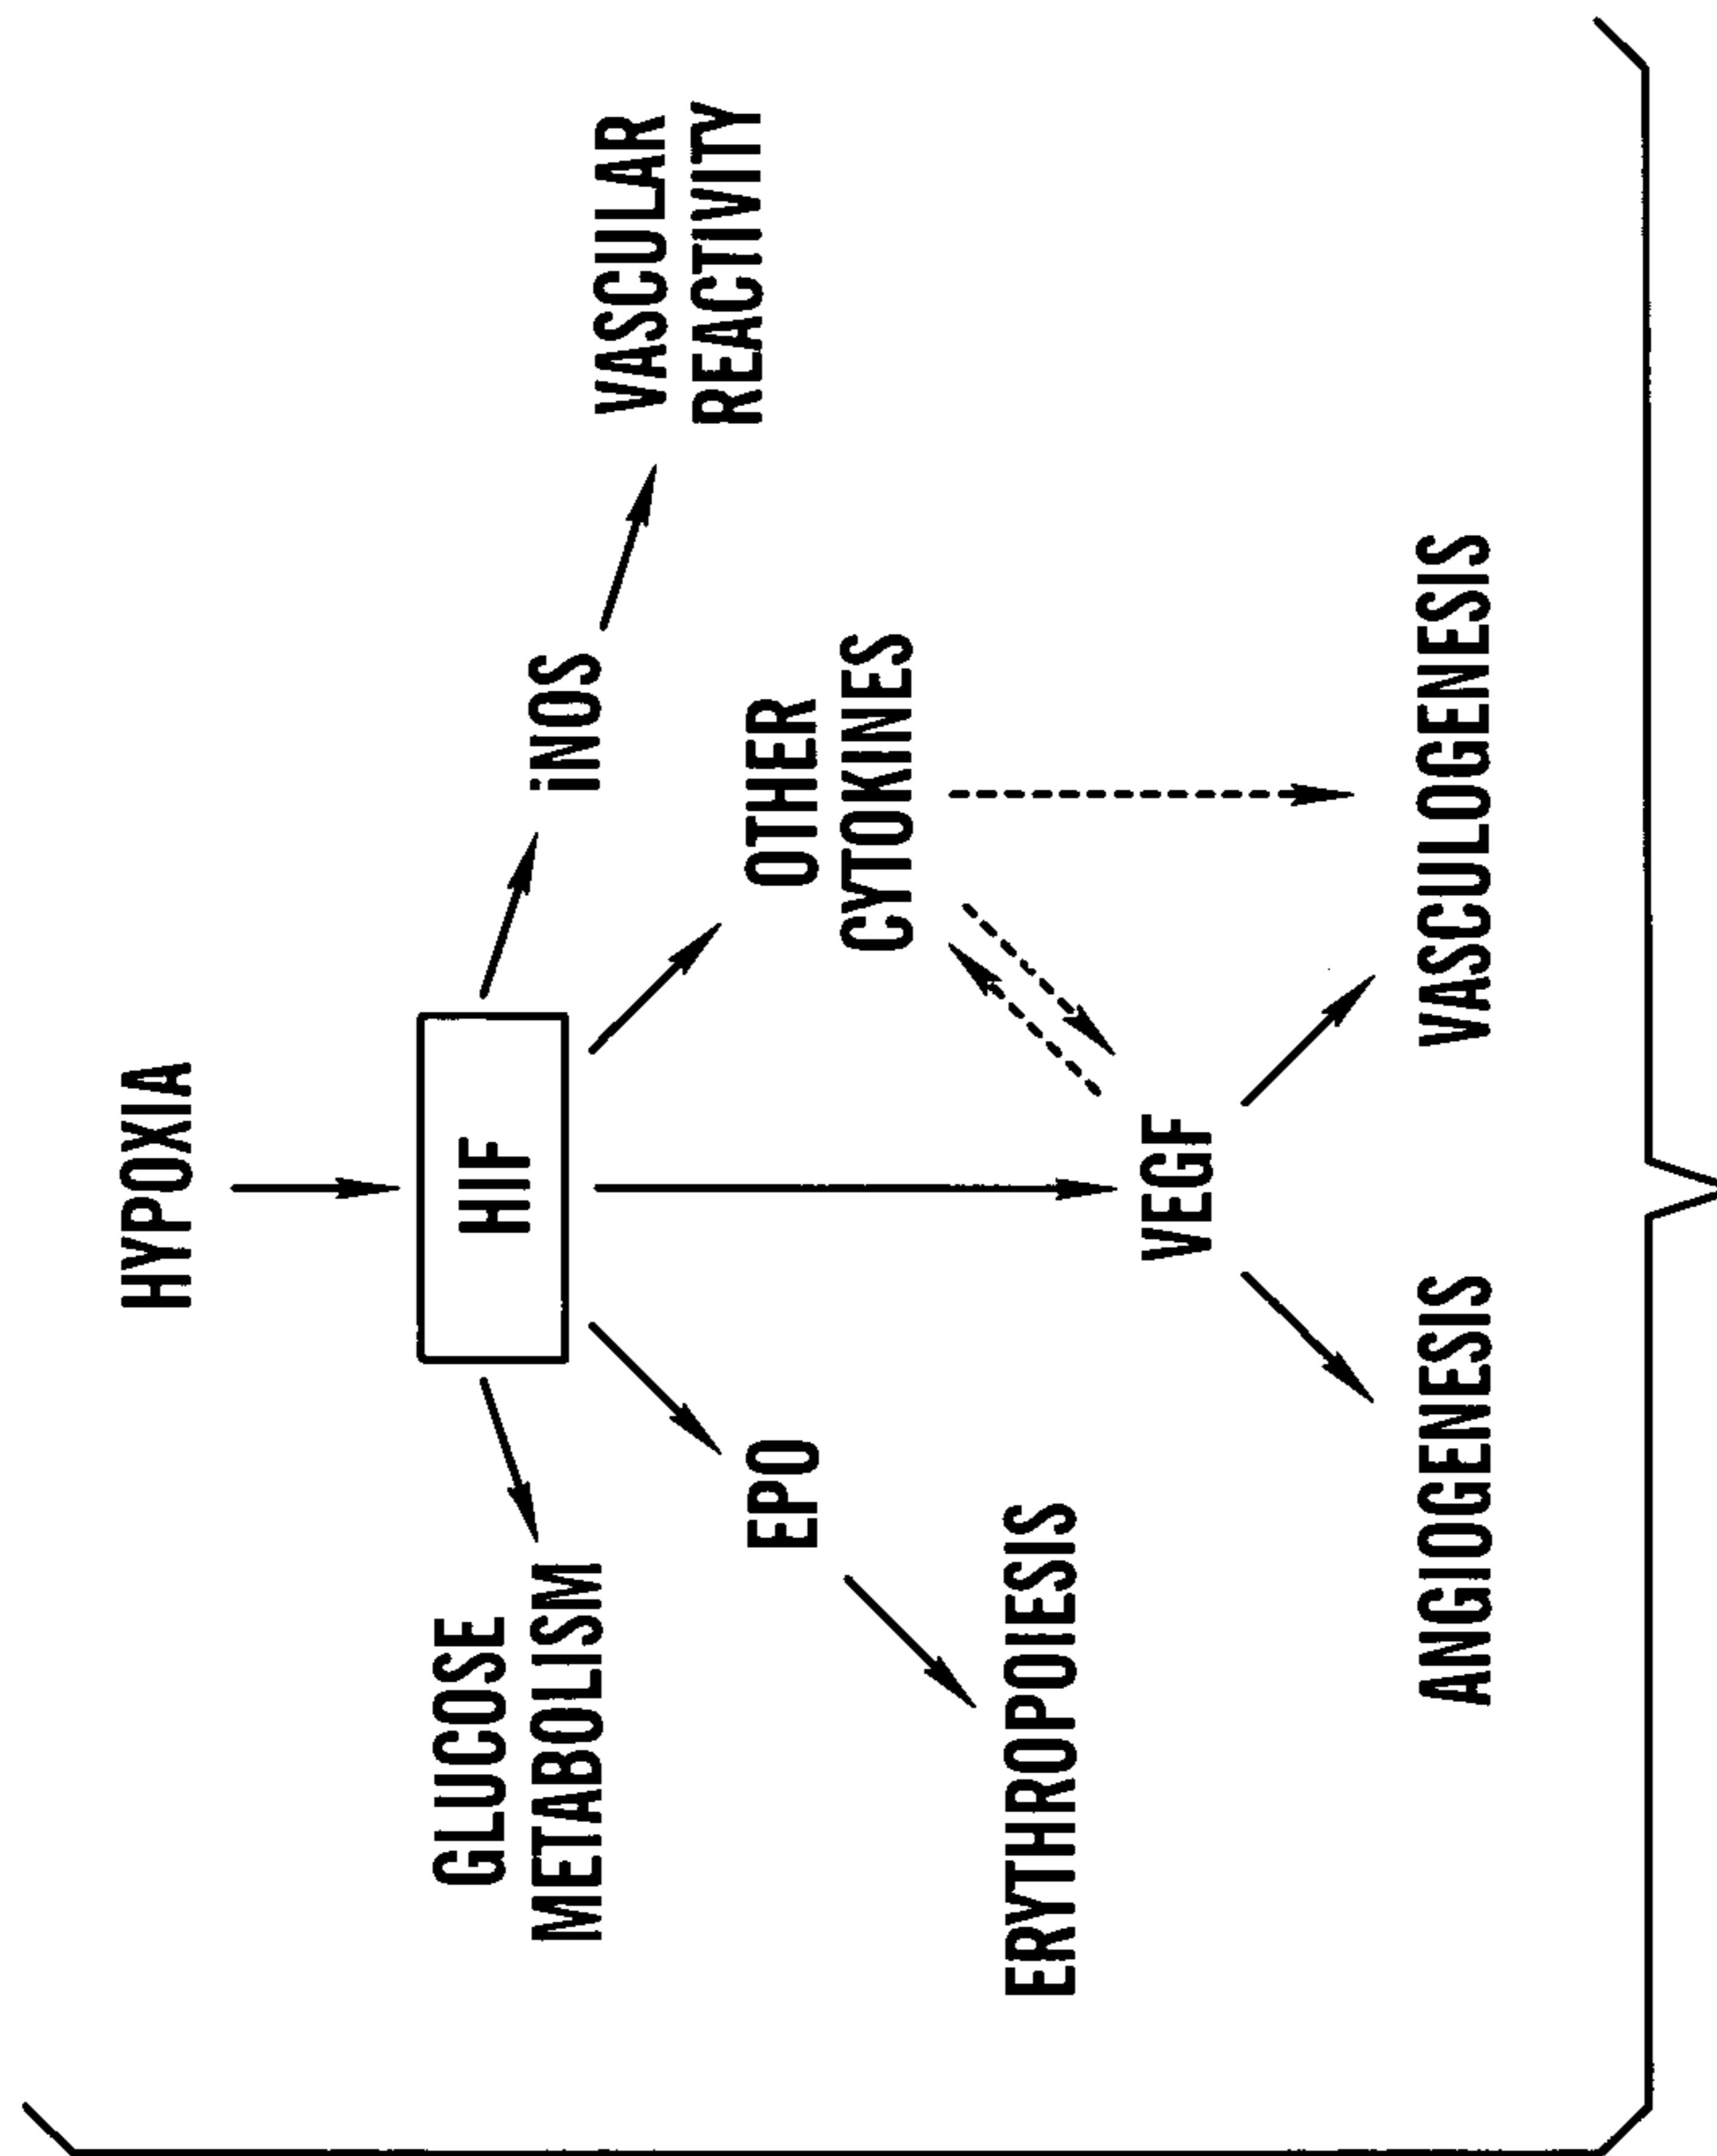 HYPOXIA
HIF
GLUCOSE
METABOLISM
iNOS
VASCULAR
REACTIVITY
EPO
OTHER
CYTOKINES
ERYTHROPOIESIS
VEGF
ANGIOGENESIS
VASCULOGENESIS